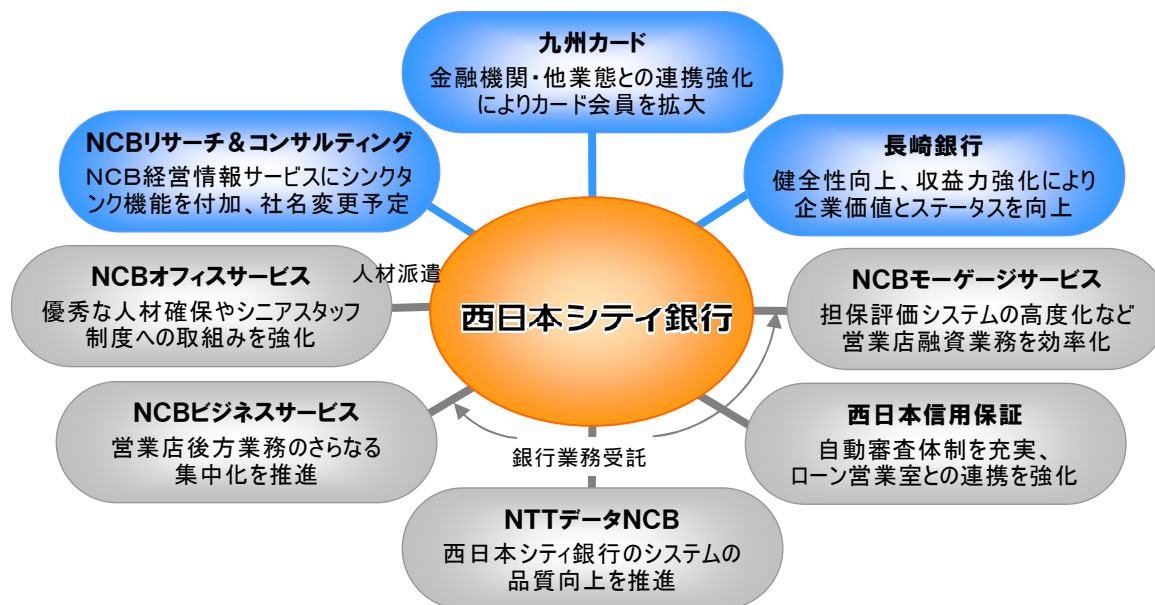 九州カード
金融機関・他業態との連携強化
によりカード会員を拡大
NCBリサーチ＆コンサルティング
ＮＣＢ経営情報サービスにシンクタ
ンク機能を付加、社名変更予定
長崎銀行
健全性向上、収益力強化により
企業価値とステータスを向上
NCBオフィスサービス
優秀な人材確保やシニアスタッフ
制度への取組みを強化
人材派遣
西日本シティ銀行
NCBモーゲージサービス
担保評価システムの高度化など
営業店融資業務を効率化
NCBビジネスサービス
営業店後方業務のさらなる
集中化を推進
銀行業務受託
西日本信用保証
自動審査体制を充実、
ローン営業室との連携を強化
NTTデータNCB
西日本シティ銀行のシステムの
品質向上を推進